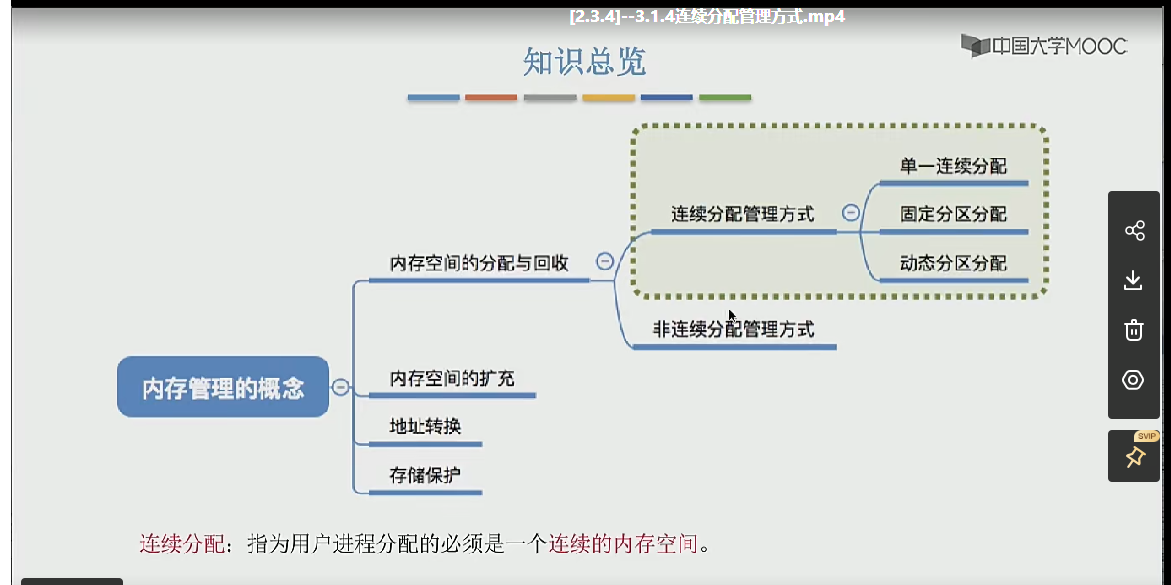 [2.3.4]--3.1.4连续分配管理方式.mp4
中国大学MOOC
知识总览
单一连续分配
连续分配管理方式
固定分区分配
内存空间的分配与回收
动态分区分配
非连续分配管理方式
内存管理的概念
内存空间的扩充
地址转换
存储保护
SVIP
连续分配：指为用户进程分配的必须是一个连续的内存空间。